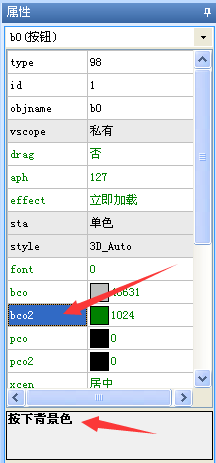 属性
b0(按钮)
type 98
id 1
objname b0
vscope 私有
drag 否
aph 127
effect 立即加载
sta 单色
style 3D_Auto
font 0
bco
bco2 1024
pco 0
pco2 0
xcen 居中
按下背景色